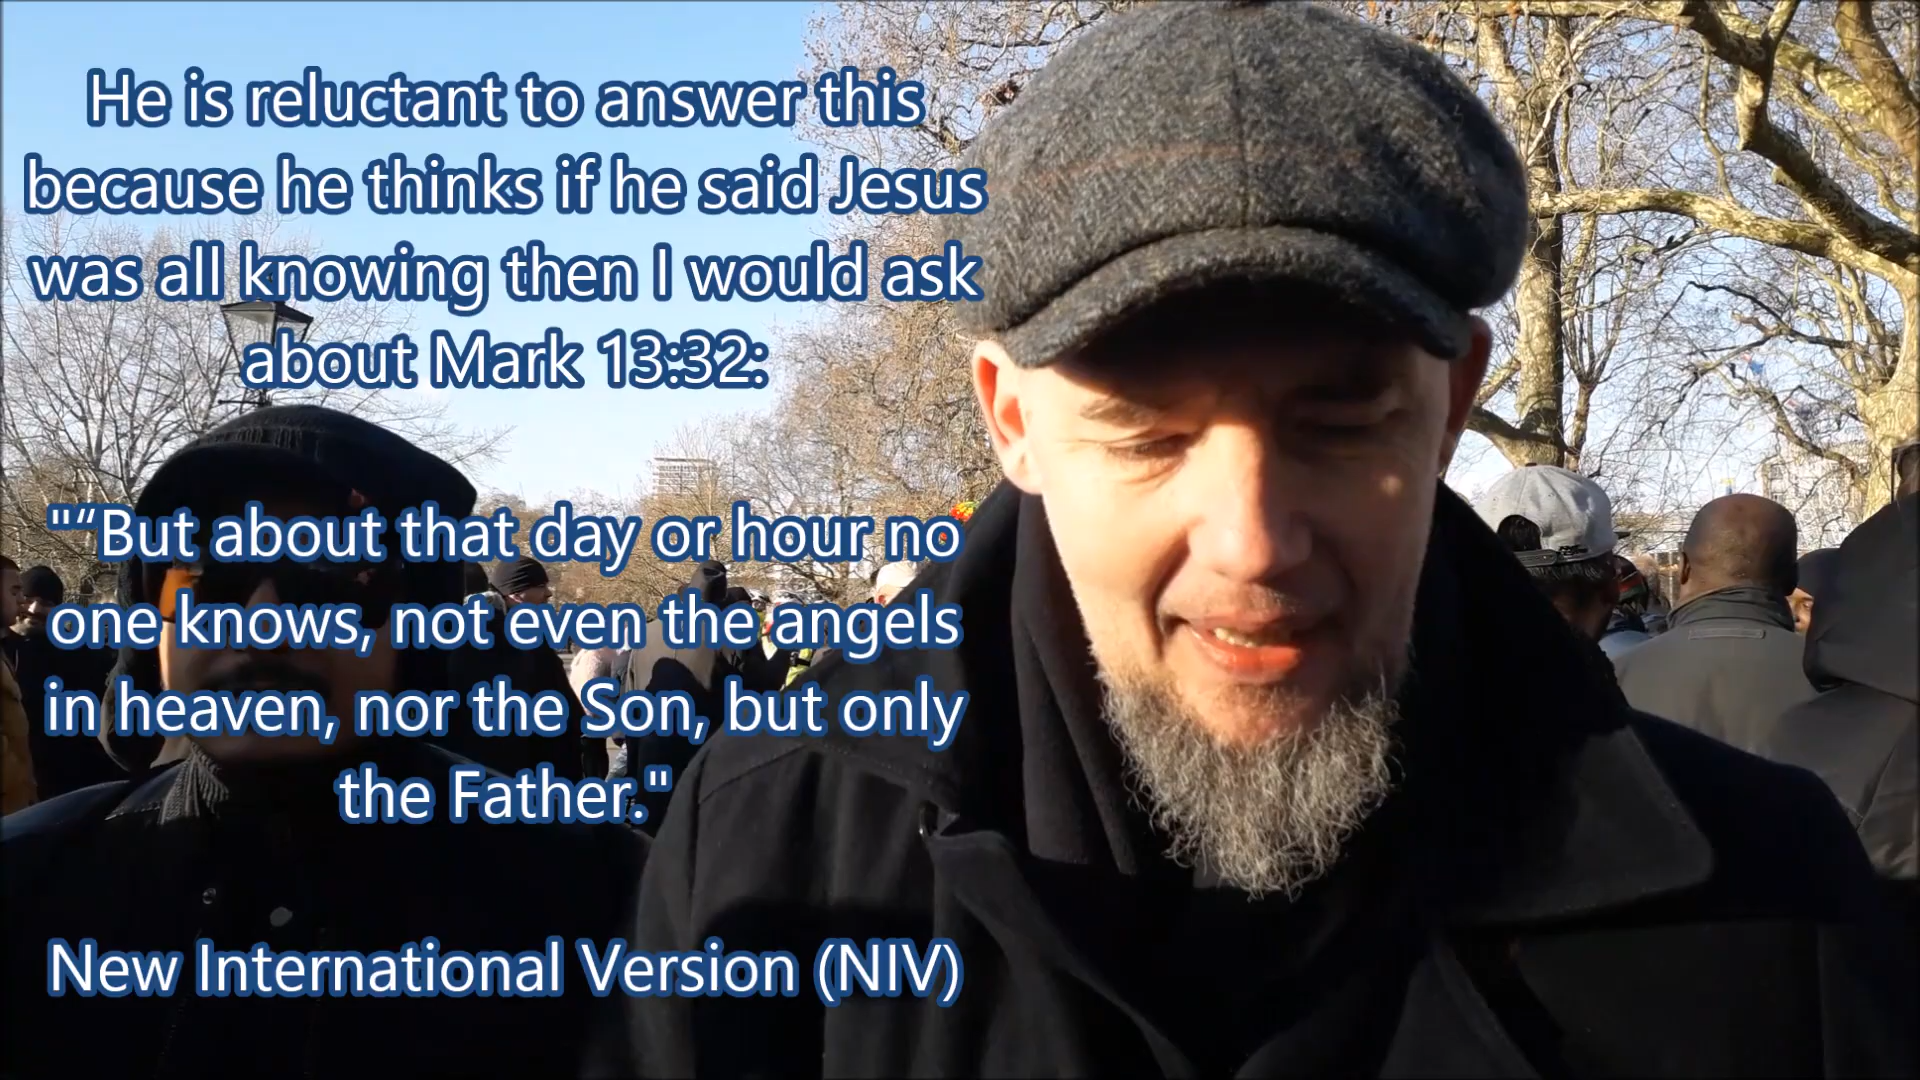 He is reluctant to answer this
because he thinks if he said Jesus
was all knowing then I would ask
about Mark 13:32:
"“But about that day or hour no
one knows, not even the angels
in heaven, nor the Son, but only
the Father."
New International Version (NIV)